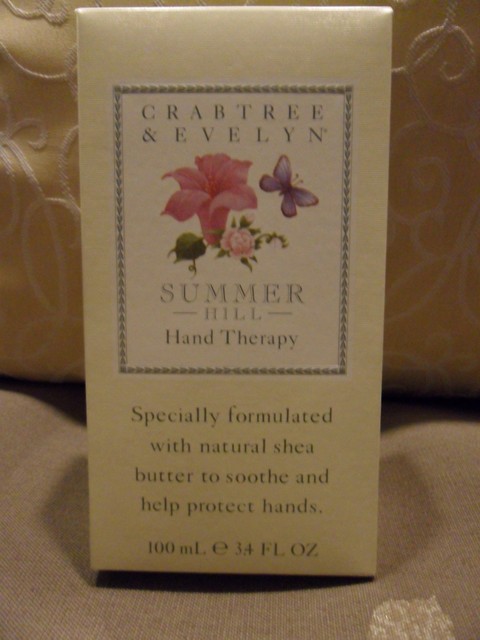 CRABTREE
& EVELYN®
SUMMER
HILL
Hand Therapy
Specially formulated
with natural shea
butter to soothe and
help protect hands.
100 mL ℮ 3.4 FL OZ